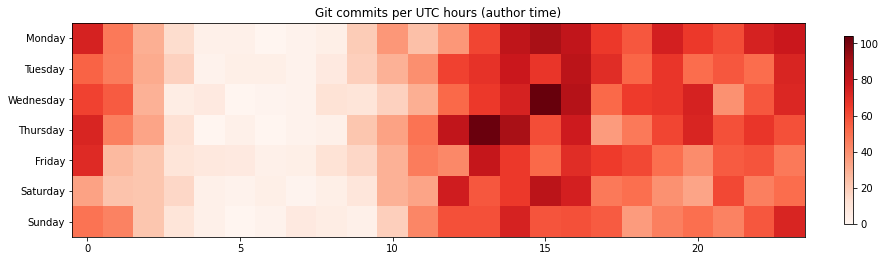 Git commits per UTC hours (author time)
Monday
Tuesday
Wednesday
Thursday
Friday
Saturday
Sunday
0 5 10 15 20
100
80
60
40
20
0